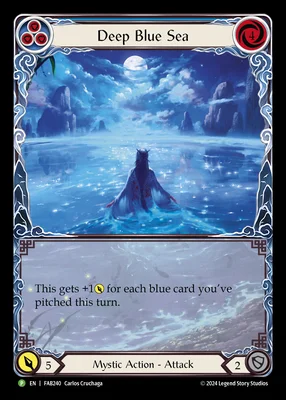 Deep Blue Sea
This gets +1 for each blue card you've
pitched this turn.
5
Mystic Action - Attack
2
P EN | FAB240 Carlos Cruchaga
© 2024 Legend Story Studios